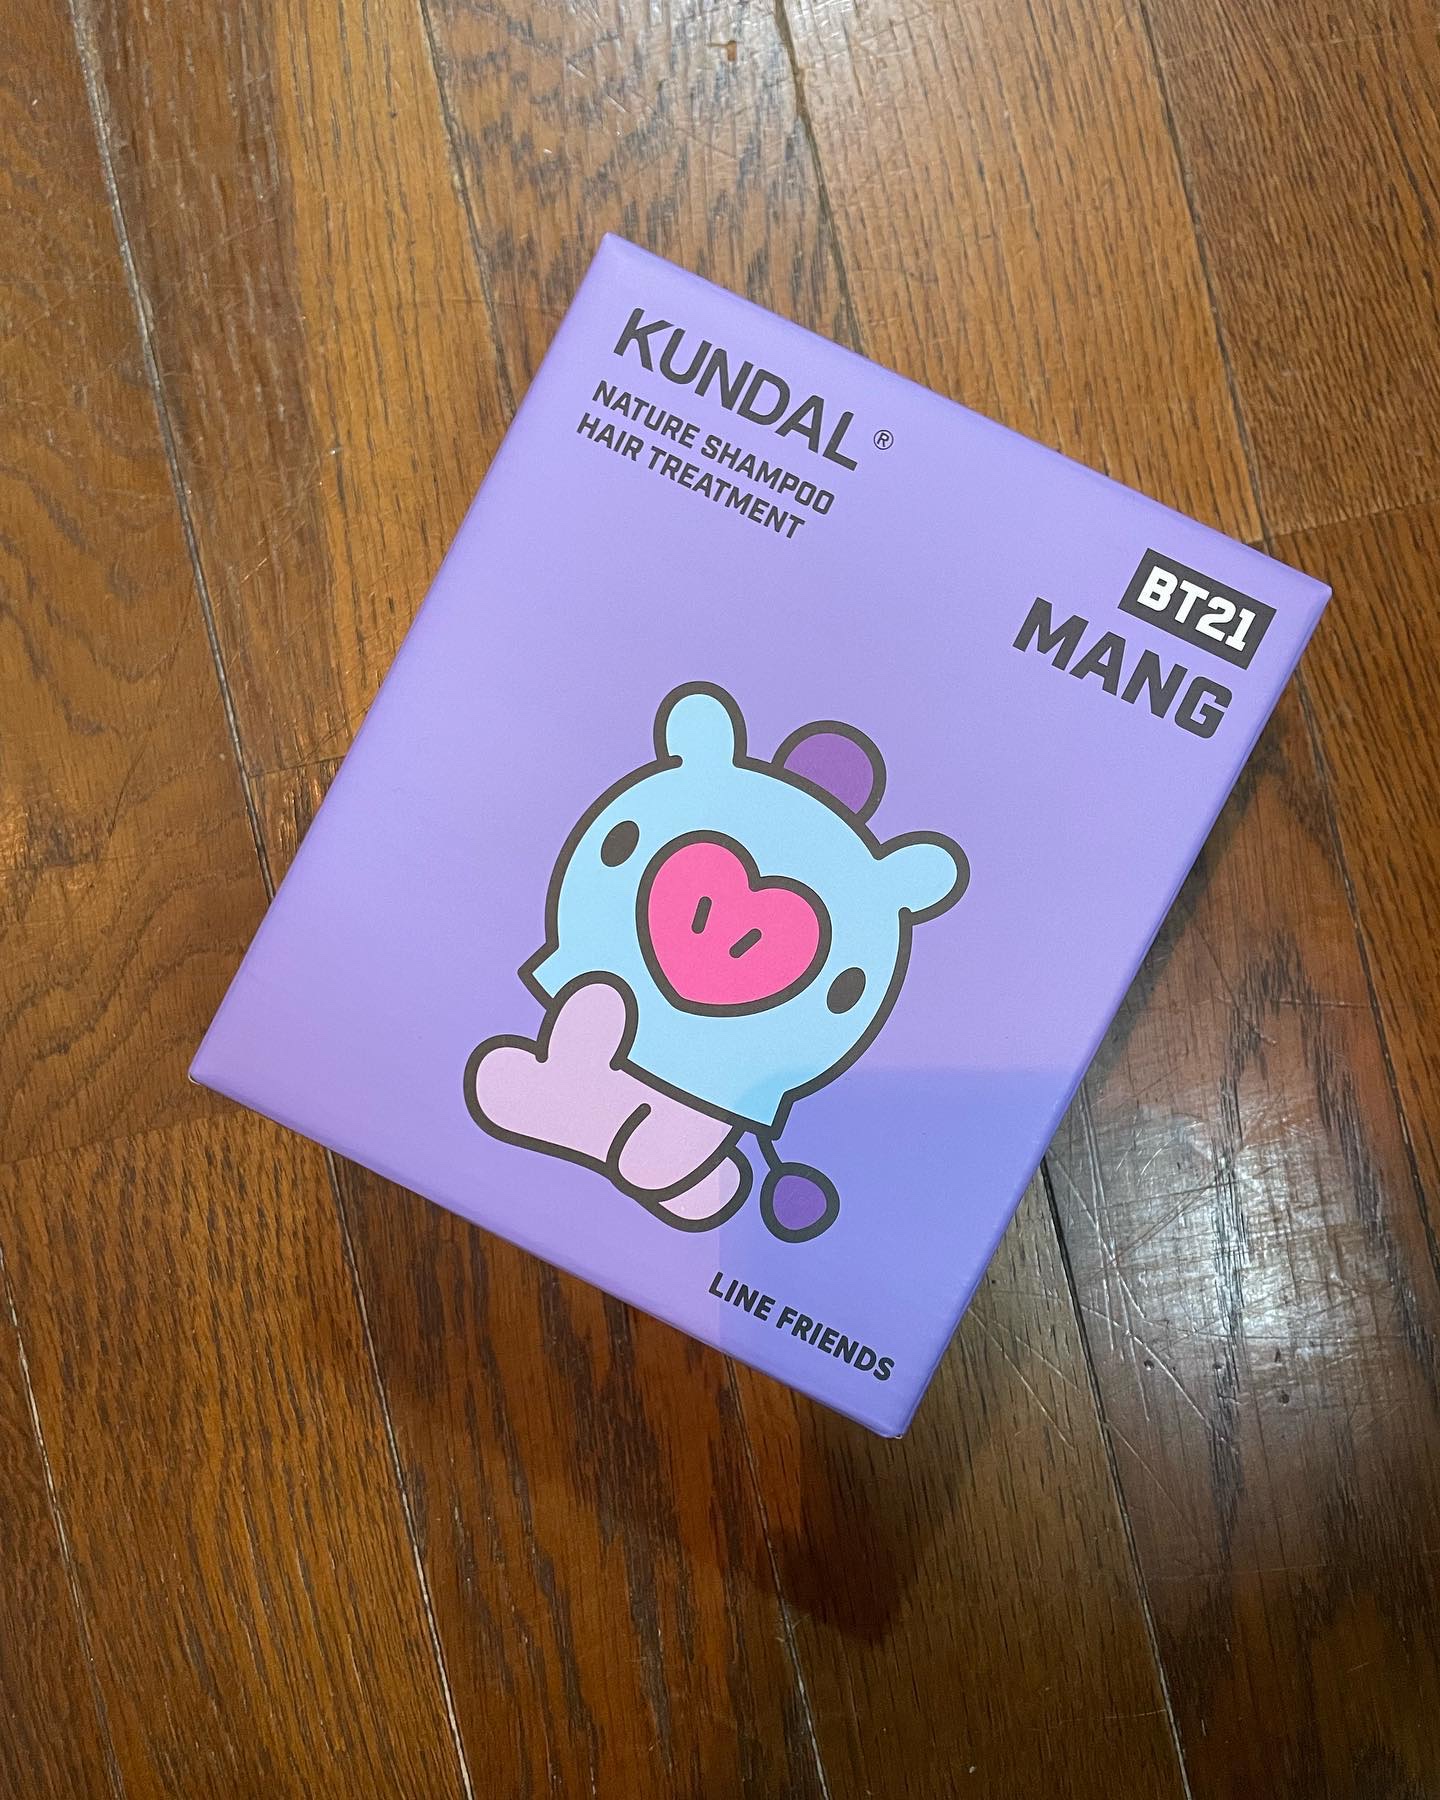 KUNDAL®
NATURE SHAMPOO
HAIR TREATMENT
BT21
MANG
LINE FRIENDS